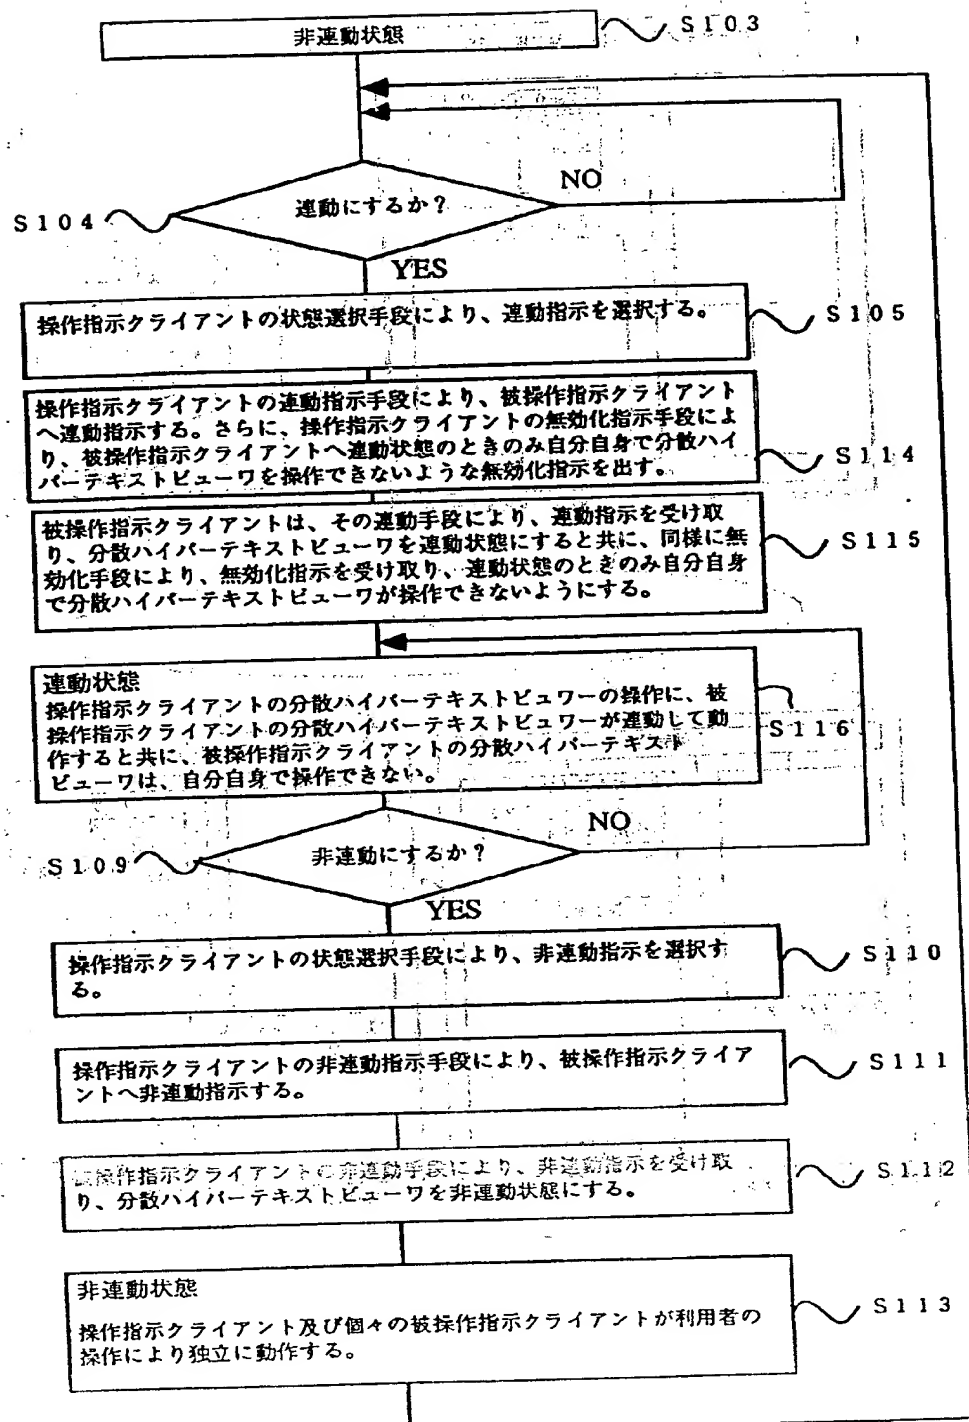 非連動状態
S103
NO
連動にするか？
S104
YES
操作指示クライアントの状態選択手段により、連動指示を選択する。
S105
操作指示クライアントの連動指示手段により、被操作指示クライアント
へ連動指示する。さらに、操作指示クライアントの無効化指示手段によ
り、被操作指示クライアントへ連動状態のときのみ自分自身で分散ハイ
パーテキストビューワを操作できないような無効化指示を出す。
S114
被操作指示クライアントは、その連動手段により、連動指示を受け取
り、分散ハイパーテキストビューワを連動状態にすると共に、同様に無
効化手段により、無効化指示を受け取り、連動状態のときのみ自分自身
で分散ハイパーテキストビューワが操作できないようにする。
S115
連動状態
操作指示クライアントの分散ハイパーテキストビュワーの操作に、被
操作指示クライアントの分散ハイパーテキストビュワーが連動して動
作すると共に、被操作指示クライアントの分散ハイパーテキスト
ビューワは、自分自身で操作できない。
S116
NO
非連動にするか？
S109
YES
操作指示クライアントの状態選択手段により、非連動指示を選択す
る。
S110
操作指示クライアントの非連動指示手段により、被操作指示クライア
ントへ非連動指示する。
S111
被操作指示クライアントの非連動手段により、非連動指示を受け取
り、分散ハイパーテキストビューワを非連動状態にする。
S112
非連動状態
操作指示クライアント及び個々の被操作指示クライアントが利用者の
操作により独立に動作する。
S113